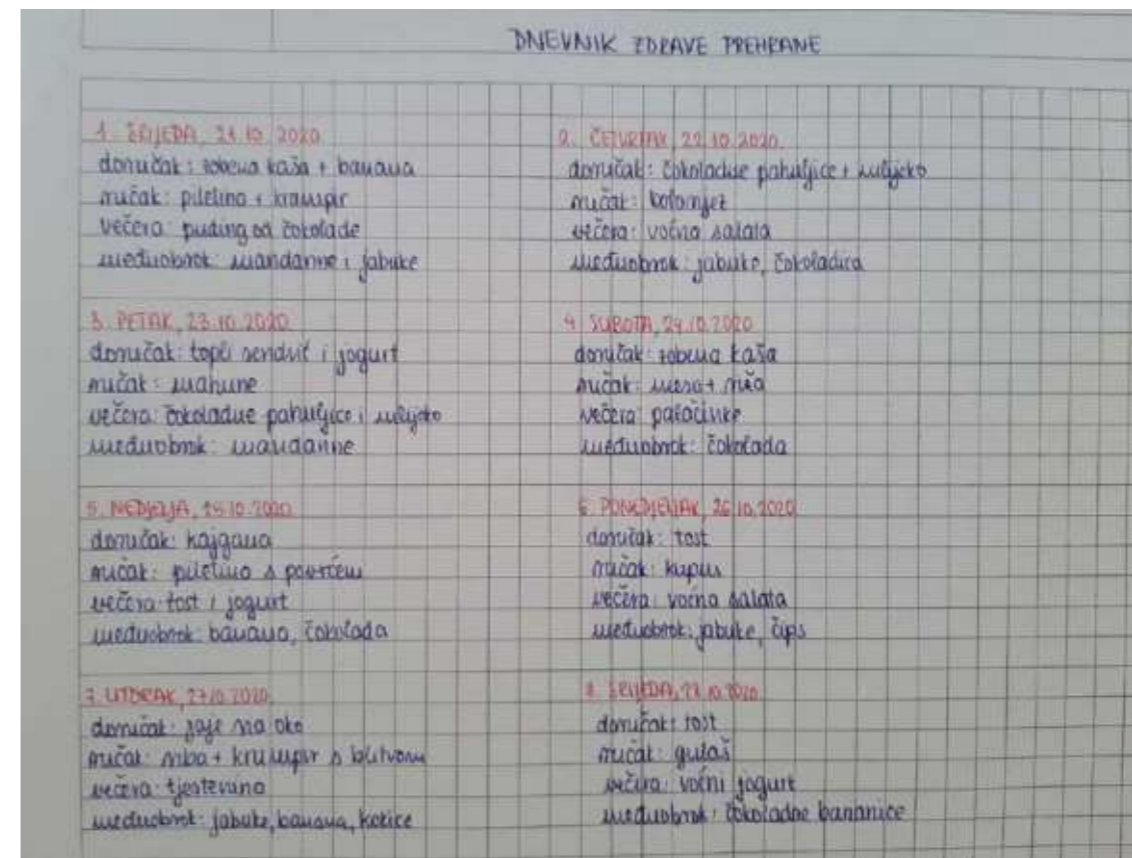 DNEVNIK ZDRAVE PREHRANE
1. SRIJEDA, 21.10.2020.
doručak: zobena kaša + banana
ručak: piletina + krumpir
večera: puding od čokolade
međuobrok: mandarine i jabuke
2. ČETVRTAK, 22.10.2020.
doručak: čokoladne pahuljice + mlijeko
ručak: bolonjez
večera: voćna salata
međuobrok: jabuke, čokoladica
3. PETAK, 23.10.2020.
doručak: topli sendvič i jogurt
ručak: mahune
večera: čokoladne pahuljice i mlijeko
međuobrok: mandarine
4. SUBOTA, 24.10.2020.
doručak: zobena kaša
ručak: meso + riža
večera: palačinke
međuobrok: čokolada
5. NEDJELJA, 25.10.2020.
doručak: kajgana
ručak: piletina s povrćem
večera: tost i jogurt
međuobrok: banana, čokolada
6. PONEDJELJAK, 26.10.2020.
doručak: tost
ručak: kupus
večera: voćna salata
međuobrok: jabuke, čips
7. UTORAK, 27.10.2020.
doručak: jaje na oko
ručak: riba + krumpir s blitvom
večera: tjestenina
međuobrok: jabuke, banana, kokice
8. SRIJEDA, 28.10.2020.
doručak: tost
ručak: gulaš
večera: voćni jogurt
međuobrok: čokoladne bananice